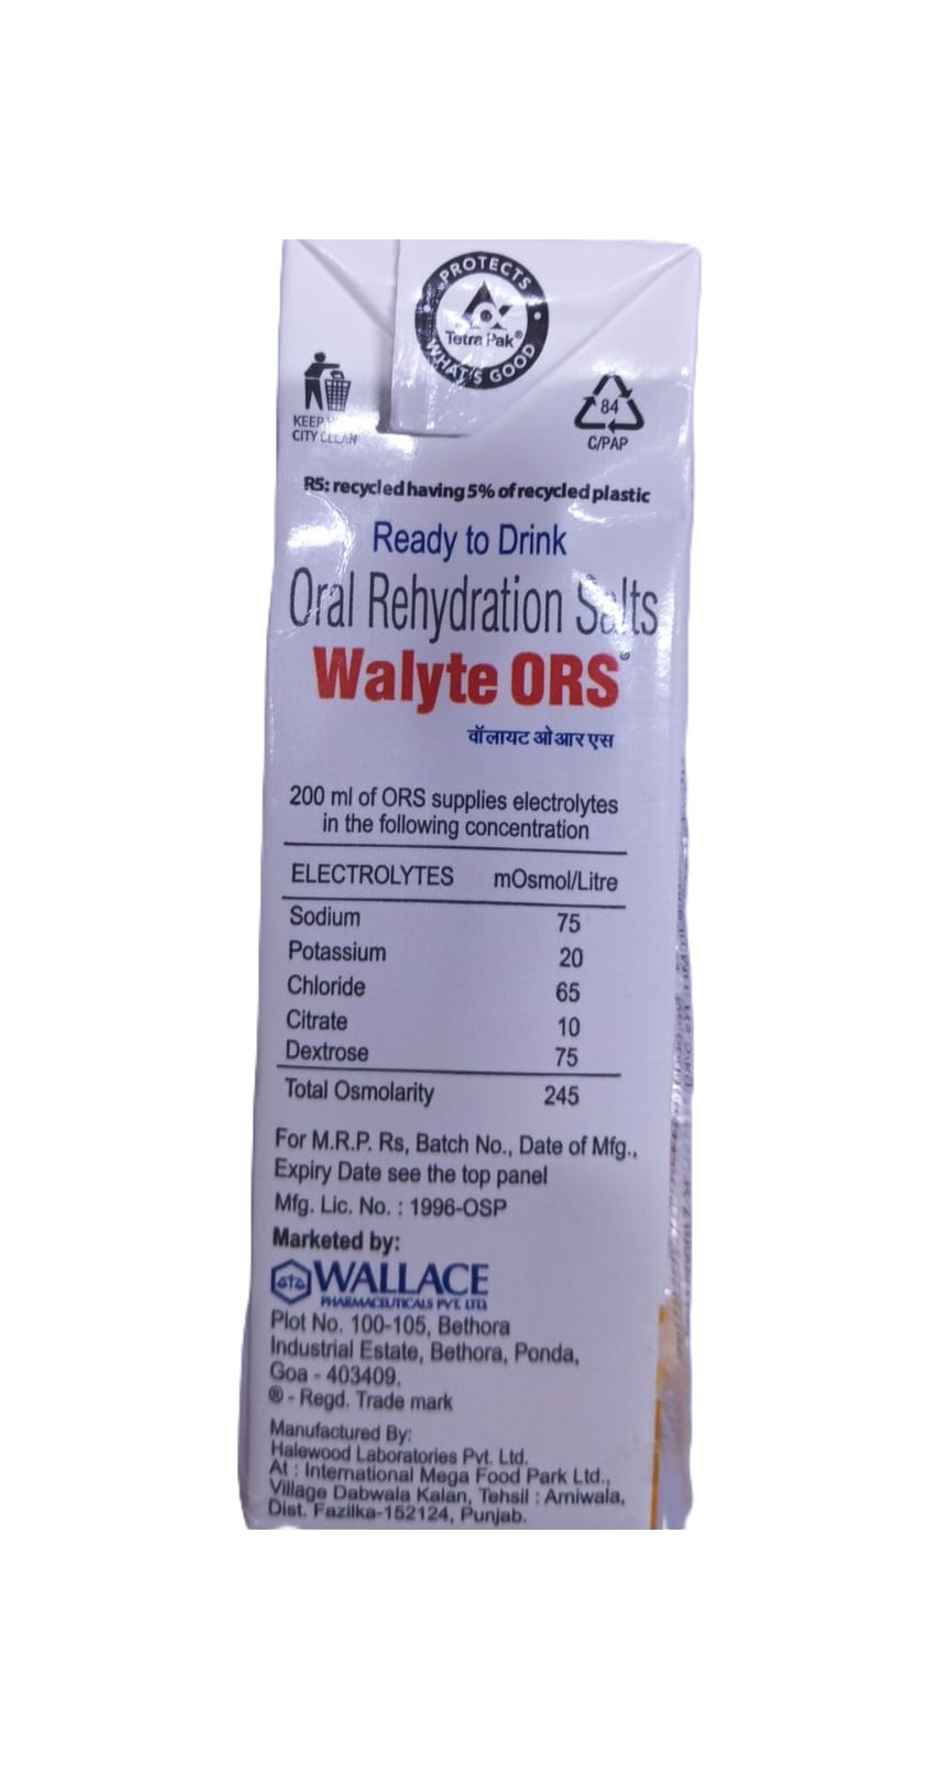 PROTECTS
Tetra Pak®
WHAT'S GOOD
KEEP
CITY CLEAN
84
C/PAP
R5: recycled having 5% of recycled plastic
Ready to Drink
Oral Rehydration Salts
Walyte ORS®
वॉलायट ओ आर एस
200 ml of ORS supplies electrolytes
in the following concentration
ELECTROLYTES mOsmol/Litre
Sodium 75
Potassium 20
Chloride 65
Citrate 10
Dextrose 75
Total Osmolarity 245
For M.R.P. Rs, Batch No., Date of Mfg.,
Expiry Date see the top panel
Mfg. Lic. No. : 1996-OSP
Marketed by:
WALLACE
PHARMACEUTICALS PVT. LTD.
Plot No. 100-105, Bethora
Industrial Estate, Bethora, Ponda,
Goa - 403409.
® - Regd. Trade mark
Manufactured By:
Halewood Laboratories Pvt. Ltd.
At : International Mega Food Park Ltd.,
Village Dabwala Kalan, Tehsil : Arniwala,
Dist. Fazilka-152124, Punjab.